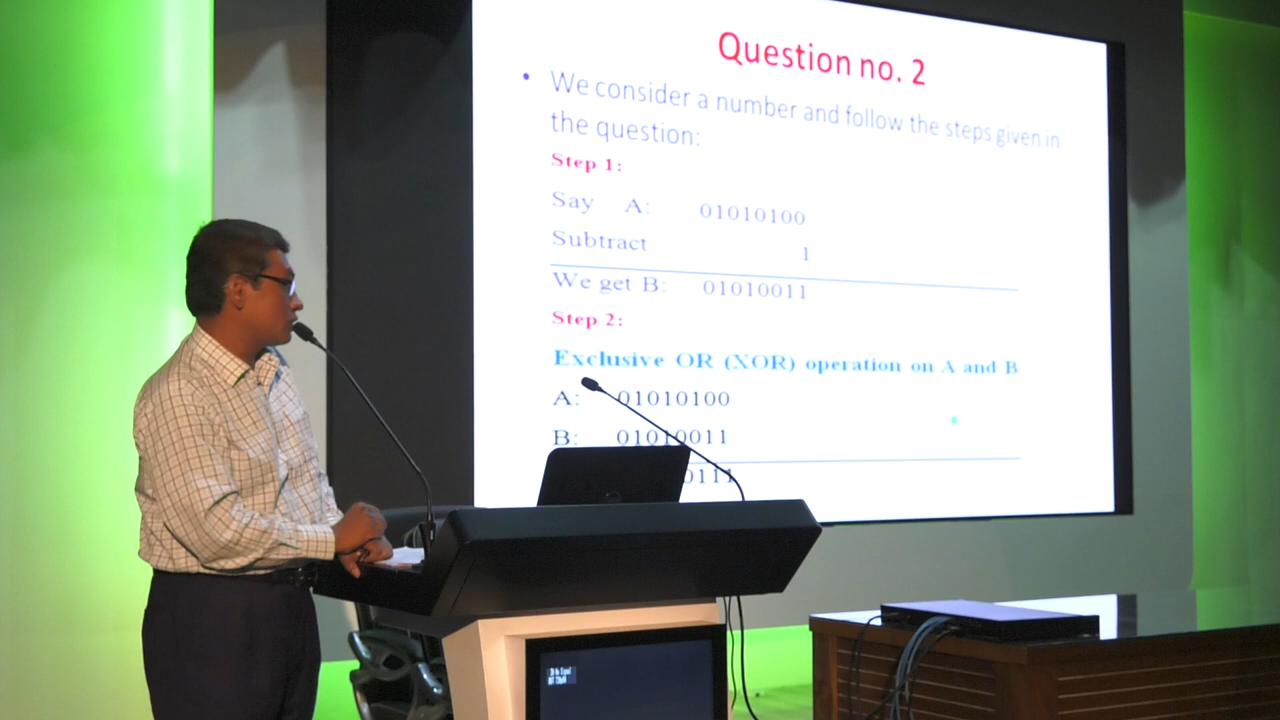 Question no. 2
• We consider a number and follow the steps given in
the question:
Step 1:
Say A: 01010100
Subtract 1
We get B: 01010011
Step 2:
Exclusive OR (XOR) operation on A and B
A: 01010100
B: 01010011
0111